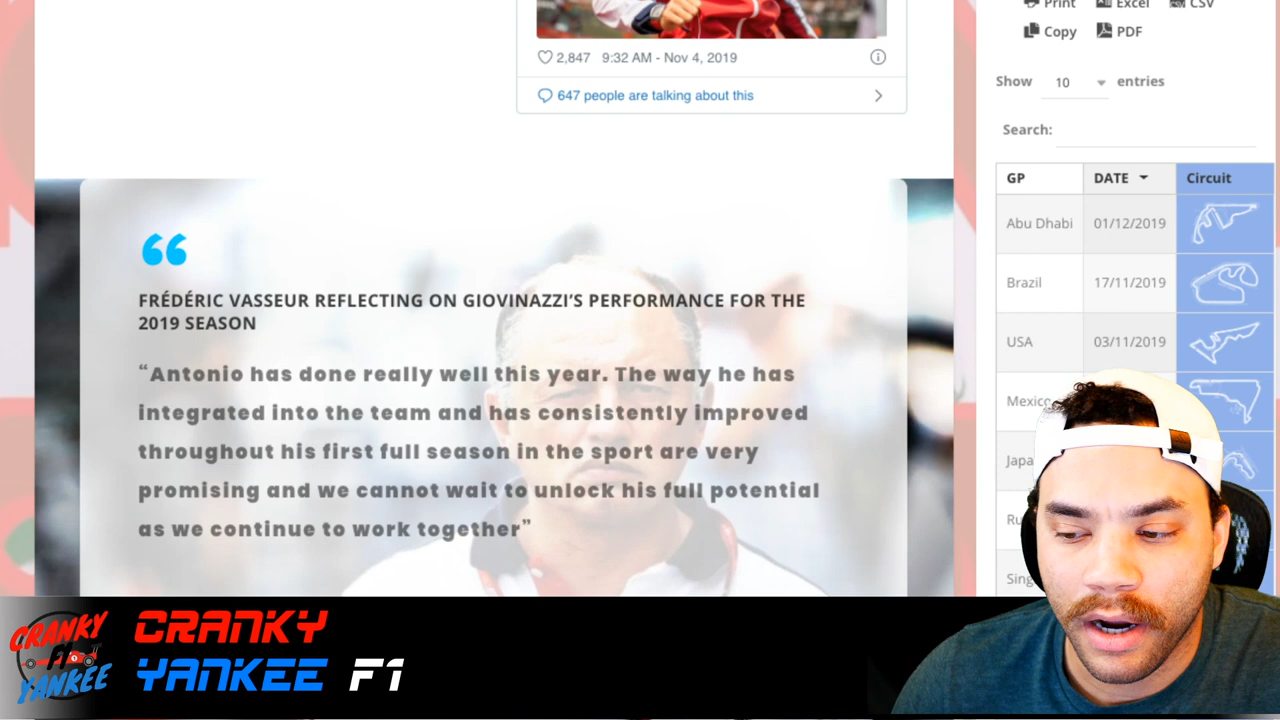 Print Excel CSV
Copy PDF
2,847 9:32 AM - Nov 4, 2019
647 people are talking about this
Show 10 entries
Search:
GP DATE Circuit
Abu Dhabi 01/12/2019
Brazil 17/11/2019
USA 03/11/2019
Mexico
Japa
Ru
Sing
“
FRÉDÉRIC VASSEUR REFLECTING ON GIOVINAZZI’S PERFORMANCE FOR THE
2019 SEASON
“Antonio has done really well this year. The way he has
integrated into the team and has consistently improved
throughout his first full season in the sport are very
promising and we cannot wait to unlock his full potential
as we continue to work together”
CRANKY
F1
YANKEE
CRANKY
YANKEE F1